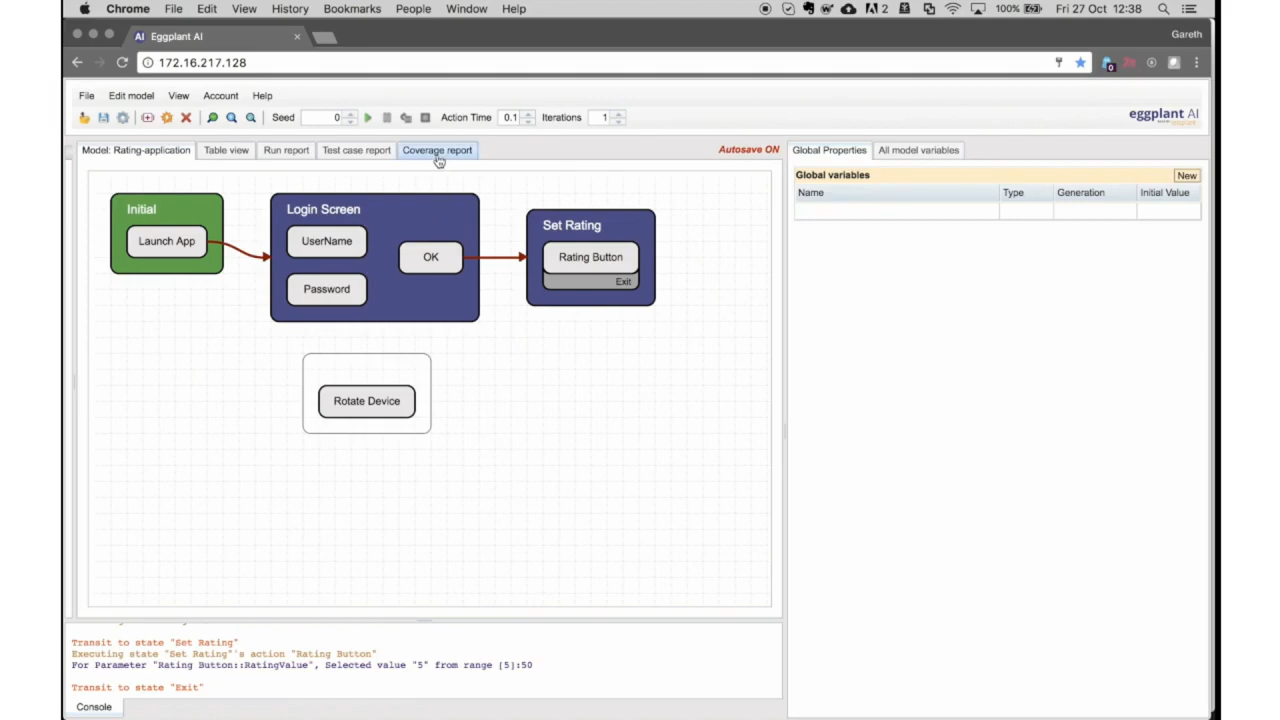 Chrome File Edit View History Bookmarks People Window Help 2 100% Fri 27 Oct 12:38
AI Eggplant AI Gareth
172.16.217.128 0
File Edit model View Account Help
Seed 0 Action Time 0.1 Iterations 1
eggplant AI
Model: Rating-application Table view Run report Test case report Coverage report Autosave ON
Global Properties All model variables
Global variables New
Name Type Generation Initial Value
Initial
Launch App
Login Screen
UserName
Password
OK
Set Rating
Rating Button
Exit
Rotate Device
Transit to state "Set Rating"
Executing state "Set Rating"'s action "Rating Button"
For Parameter "Rating Button::RatingValue", Selected value "5" from range [5]:50
Transit to state "Exit"
Console